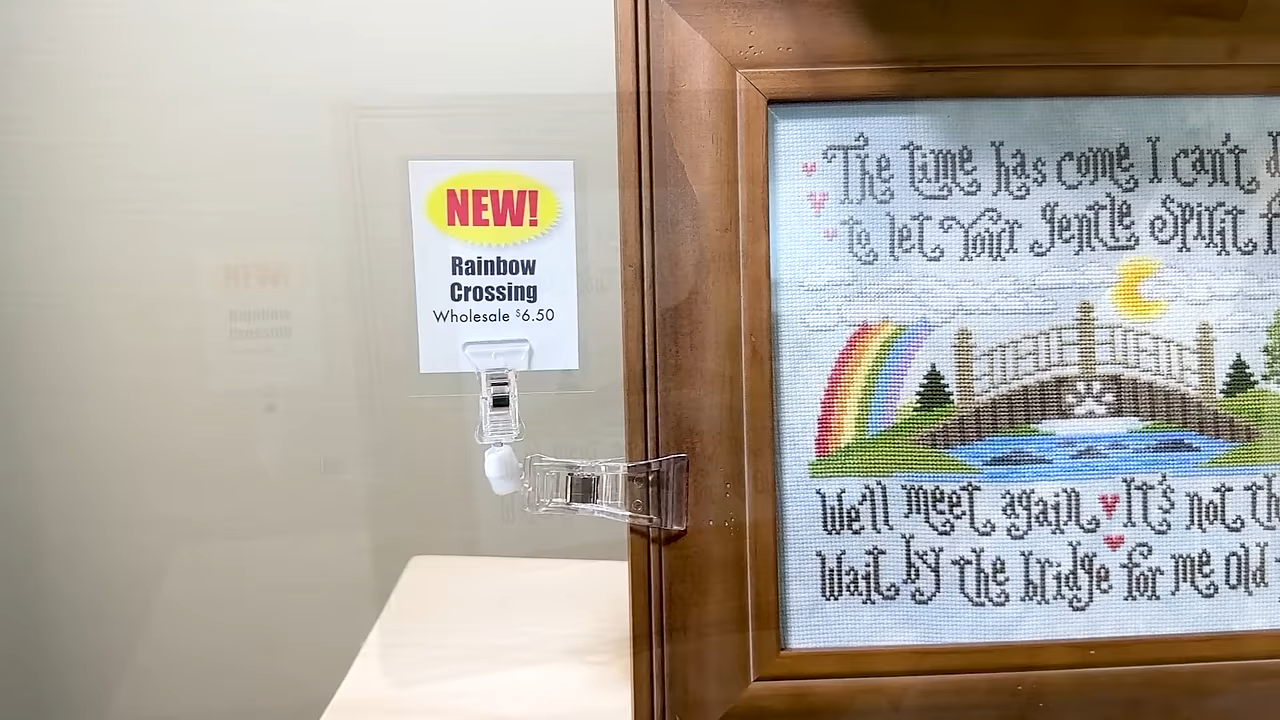 NEW!
Rainbow
Crossing
Wholesale $6.50
The time has come I can't
to let Your Gentle Spirit
We'll meet again It's not
Wait by the bridge for me Old